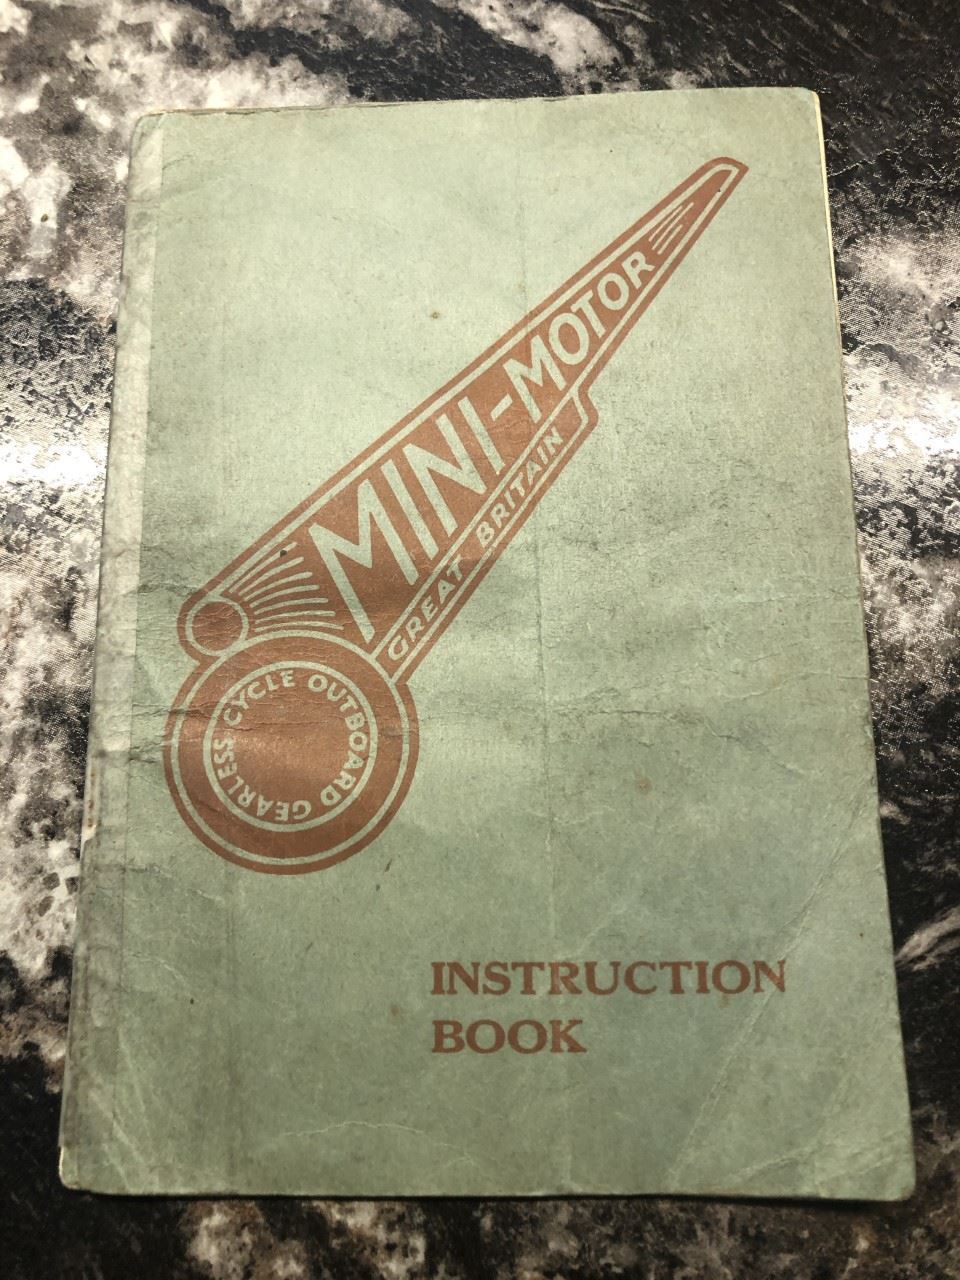 MINI-MOTOR
GREAT BRITAIN
GEARLESS CYCLE OUTBOARD
INSTRUCTION
BOOK